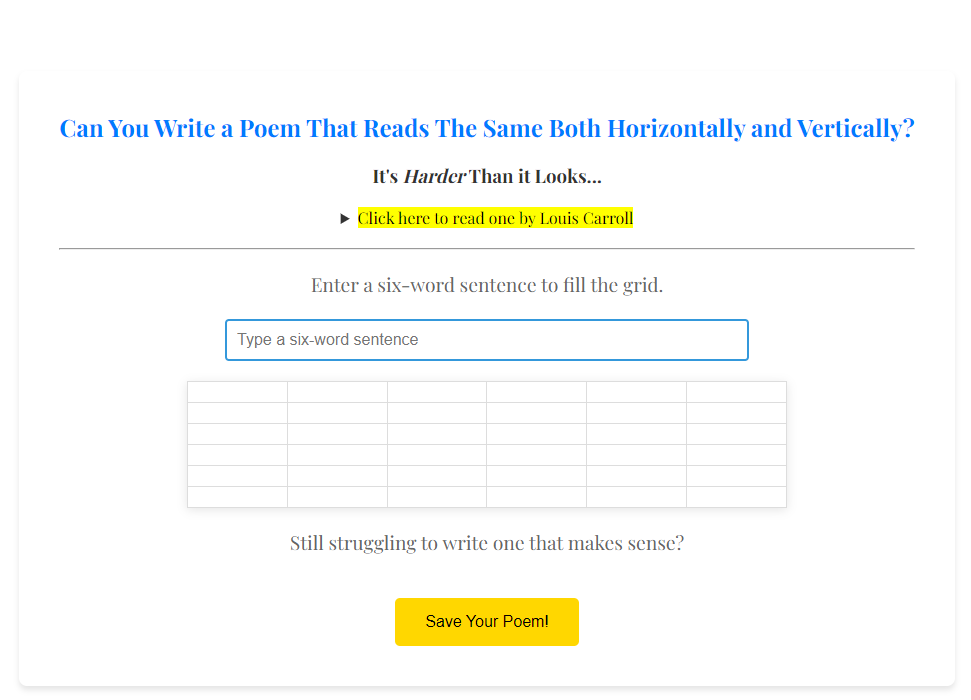 Can You Write a Poem That Reads The Same Both Horizontally and Vertically?
It's Harder Than it Looks...
Click here to read one by Louis Carroll
Enter a six-word sentence to fill the grid.
Type a six-word sentence
Still struggling to write one that makes sense?
Save Your Poem!